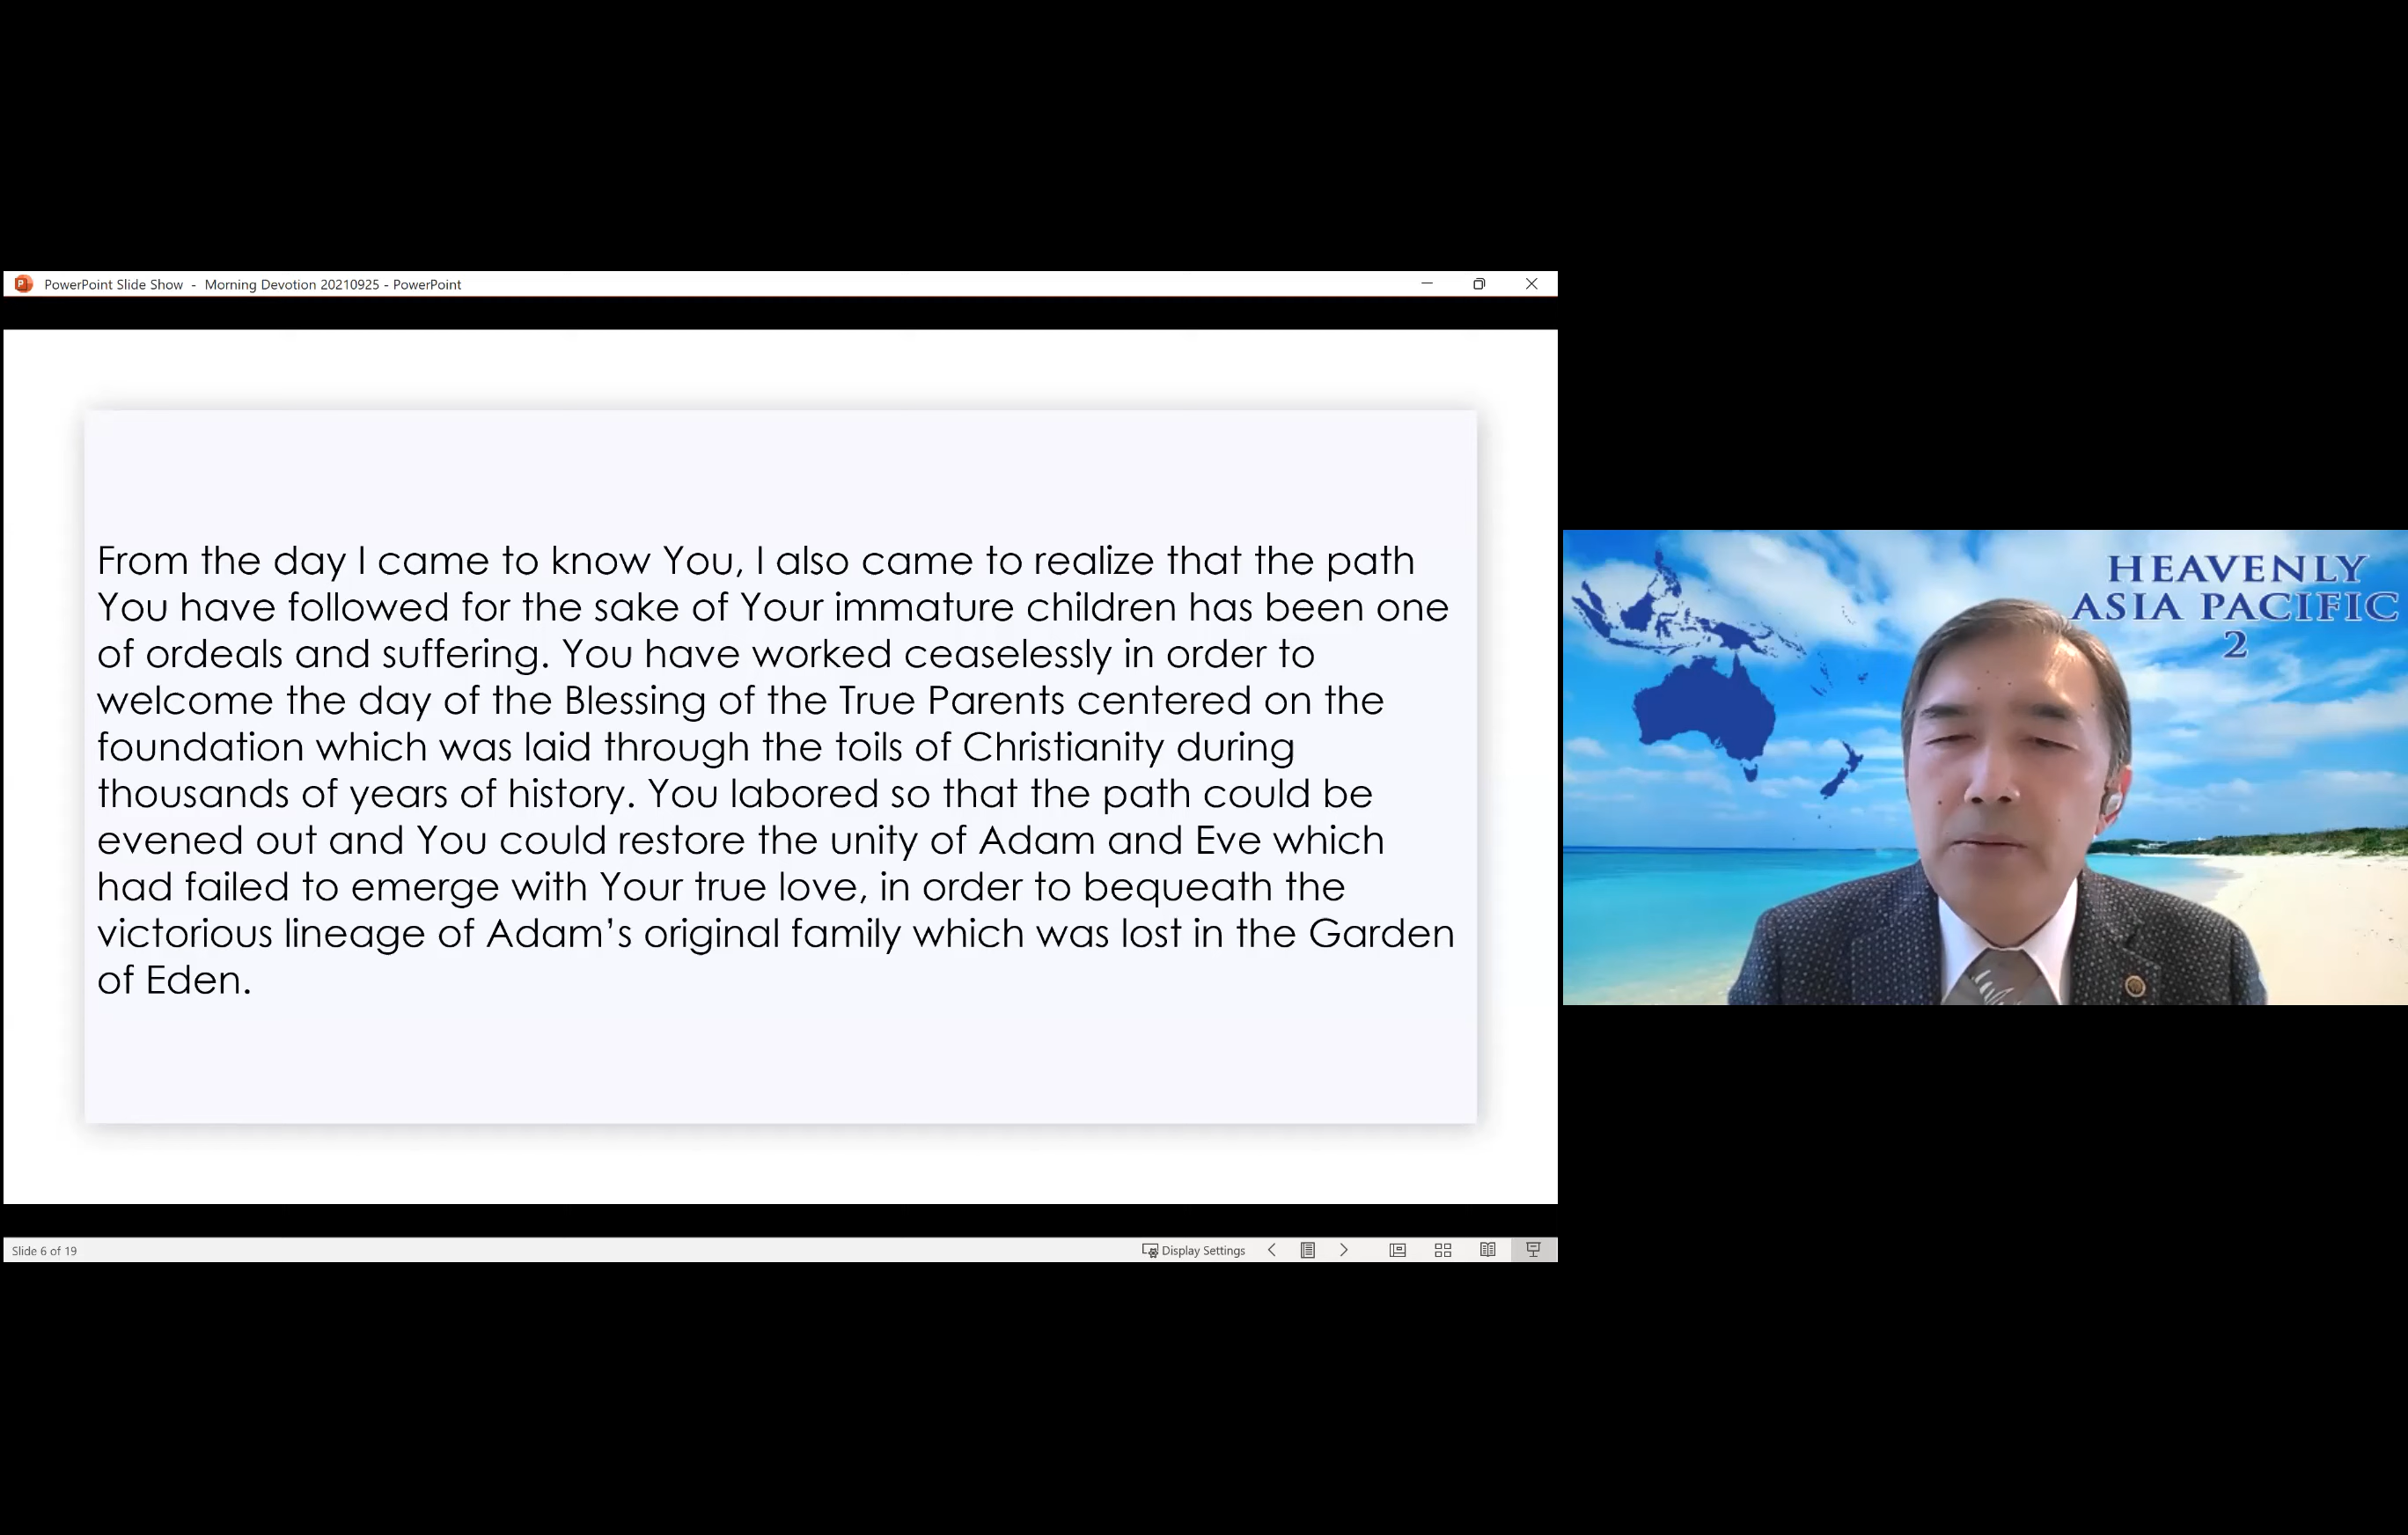 PowerPoint Slide Show - Morning Devotion 20210925 - PowerPoint
From the day I came to know You, I also came to realize that the path
You have followed for the sake of Your immature children has been one
of ordeals and suffering. You have worked ceaselessly in order to
welcome the day of the Blessing of the True Parents centered on the
foundation which was laid through the toils of Christianity during
thousands of years of history. You labored so that the path could be
evened out and You could restore the unity of Adam and Eve which
had failed to emerge with Your true love, in order to bequeath the
victorious lineage of Adam’s original family which was lost in the Garden
of Eden.
Slide 6 of 19
Display Settings
HEAVENLY
ASIA PACIFIC
2